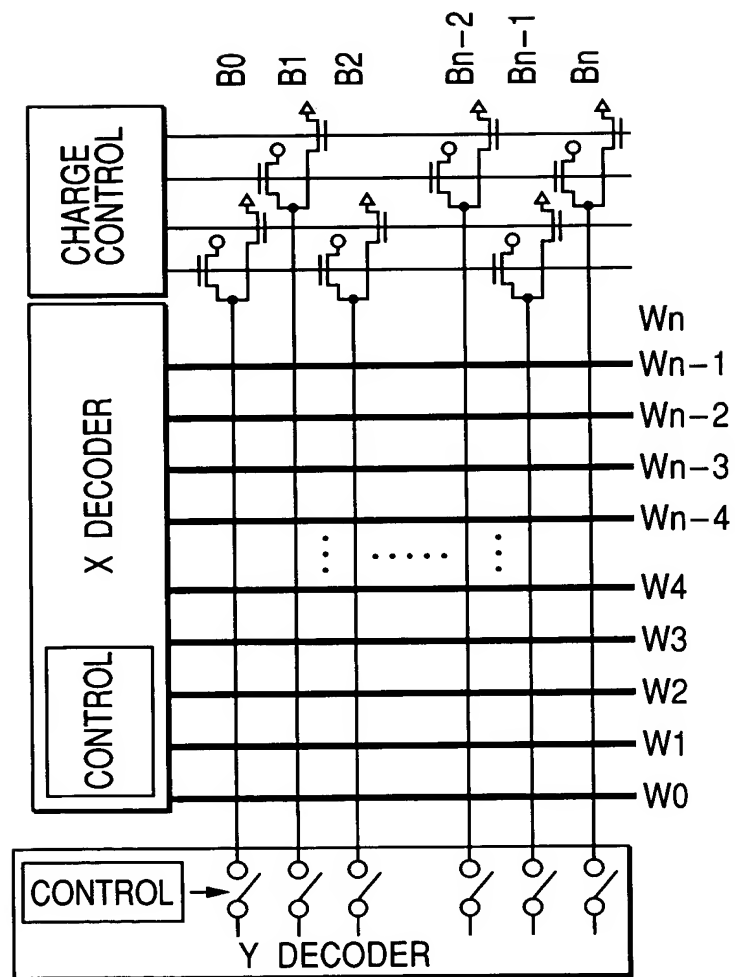 B0
B1
B2
Bn-2
Bn-1
Bn
CHARGE
CONTROL
Wn
Wn-1
Wn-2
Wn-3
Wn-4
X DECODER
W4
W3
W2
W1
W0
CONTROL
CONTROL
Y DECODER